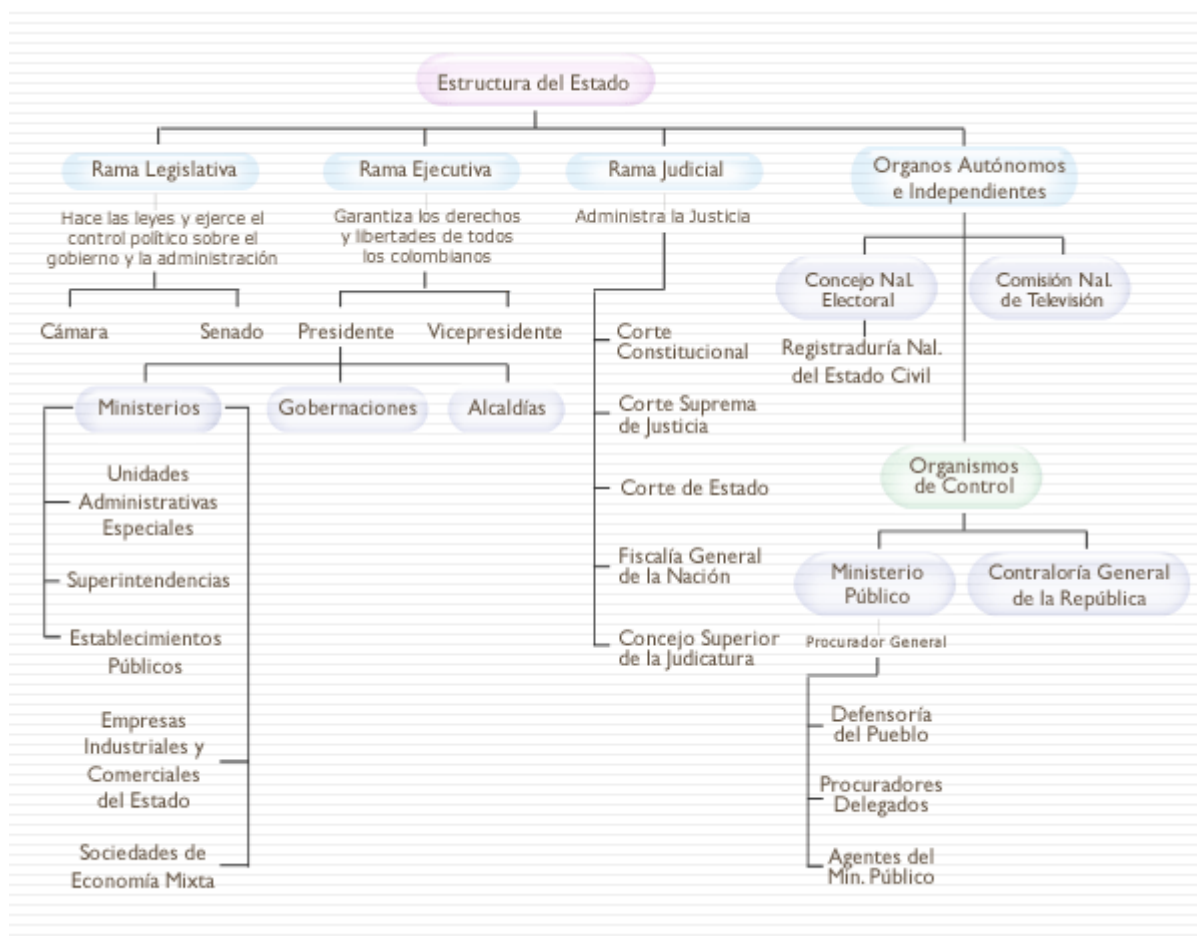 Estructura del Estado
Rama Legislativa
Hace las leyes y ejerce el
control político sobre el
gobierno y la administración
Cámara
Senado
Rama Ejecutiva
Garantiza los derechos
y libertades de todos
los colombianos
Presidente
Vicepresidente
Ministerios
Gobernaciones
Alcaldías
Unidades
Administrativas
Especiales
Superintendencias
Establecimientos
Públicos
Empresas
Industriales y
Comerciales
del Estado
Sociedades de
Economía Mixta
Rama Judicial
Administra la Justicia
Corte
Constitucional
Corte Suprema
de Justicia
Corte de Estado
Fiscalía General
de la Nación
Concejo Superior
de la Judicatura
Organos Autónomos
e Independientes
Concejo Nal.
Electoral
Registraduría Nal.
del Estado Civil
Comisión Nal.
de Televisión
Organismos
de Control
Ministerio
Público
Procurador General
Defensoría
del Pueblo
Procuradores
Delegados
Agentes del
Min. Público
Contraloría General
de la República